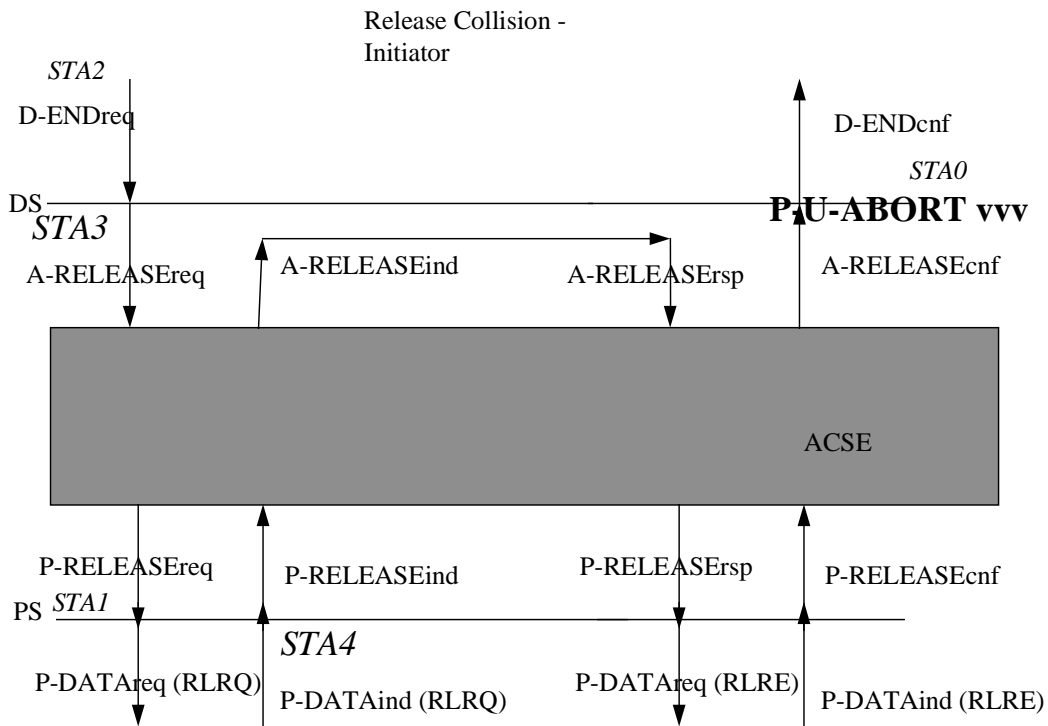 Release Collision -
Initiator
STA2
D-ENDreq
D-ENDcnf
STA0
DS
P-U-ABORT vvv
STA3
A-RELEASEreq
A-RELEASEind
A-RELEASErsp
A-RELEASEcnf
ACSE
P-RELEASEreq
P-RELEASEind
P-RELEASErsp
P-RELEASEcnf
PS
STA1
STA4
P-DATAreq (RLRQ)
P-DATAind (RLRQ)
P-DATAreq (RLRE)
P-DATAind (RLRE)